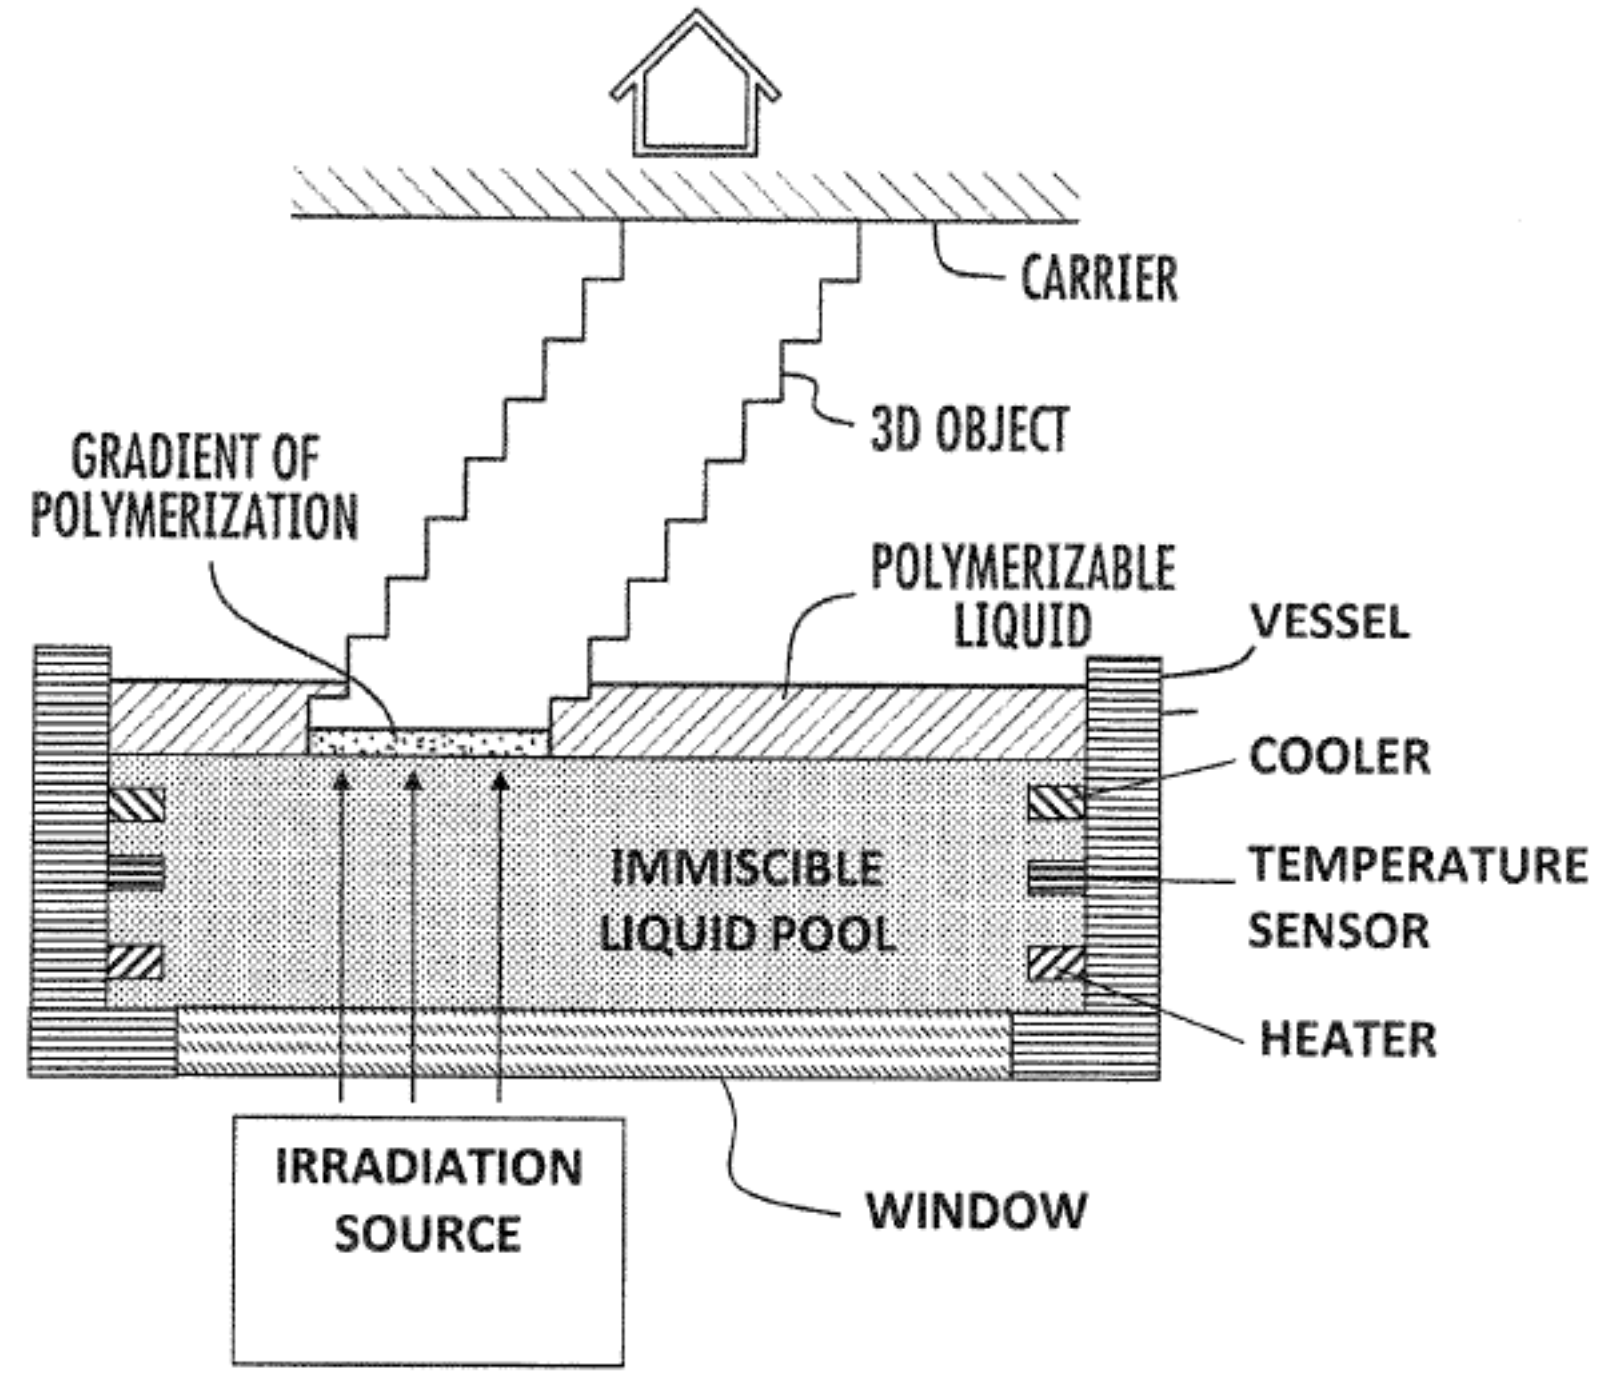 CARRIER
3D OBJECT
GRADIENT OF
POLYMERIZATION
POLYMERIZABLE
LIQUID
VESSEL
COOLER
TEMPERATURE
SENSOR
HEATER
IMMISCIBLE
LIQUID POOL
IRRADIATION
SOURCE
WINDOW